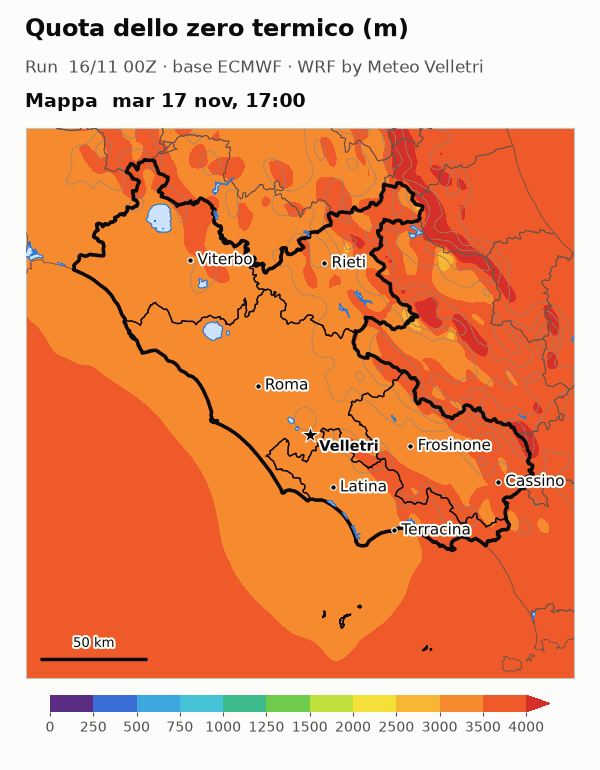 Quota dello zero termico (m)
Run  16/11 00Z · base ECMWF · WRF by Meteo Velletri
Mappa  mar 17 nov, 17:00
Viterbo
Rieti
Roma
Velletri
Frosinone
Latina
Cassino
Terracina
50 km
0 250 500 750 1000 1250 1500 2000 2500 3000 3500 4000